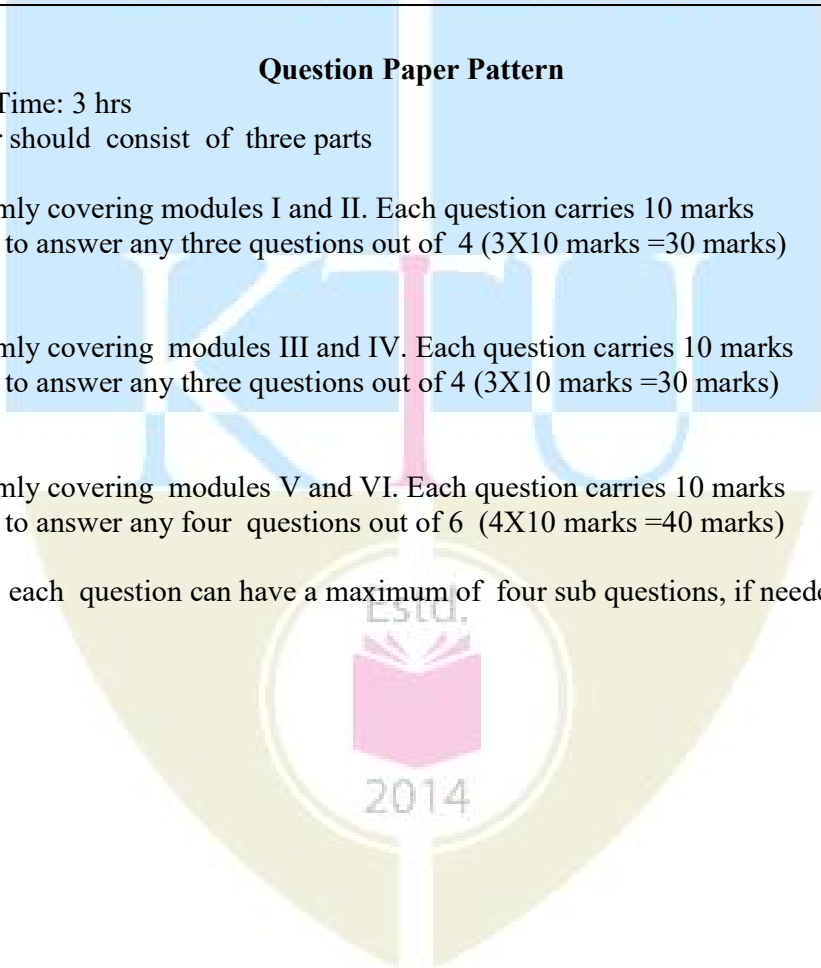 Question Paper Pattern
Time: 3 hrs
should consist of three parts
mly covering modules I and II. Each question carries 10 marks
to answer any three questions out of 4 (3X10 marks =30 marks)
KTU
mly covering modules III and IV. Each question carries 10 marks
to answer any three questions out of 4 (3X10 marks =30 marks)
mly covering modules V and VI. Each question carries 10 marks
to answer any four questions out of 6 (4X10 marks =40 marks)
each question can have a maximum of four sub questions, if neede
Estd.
2014